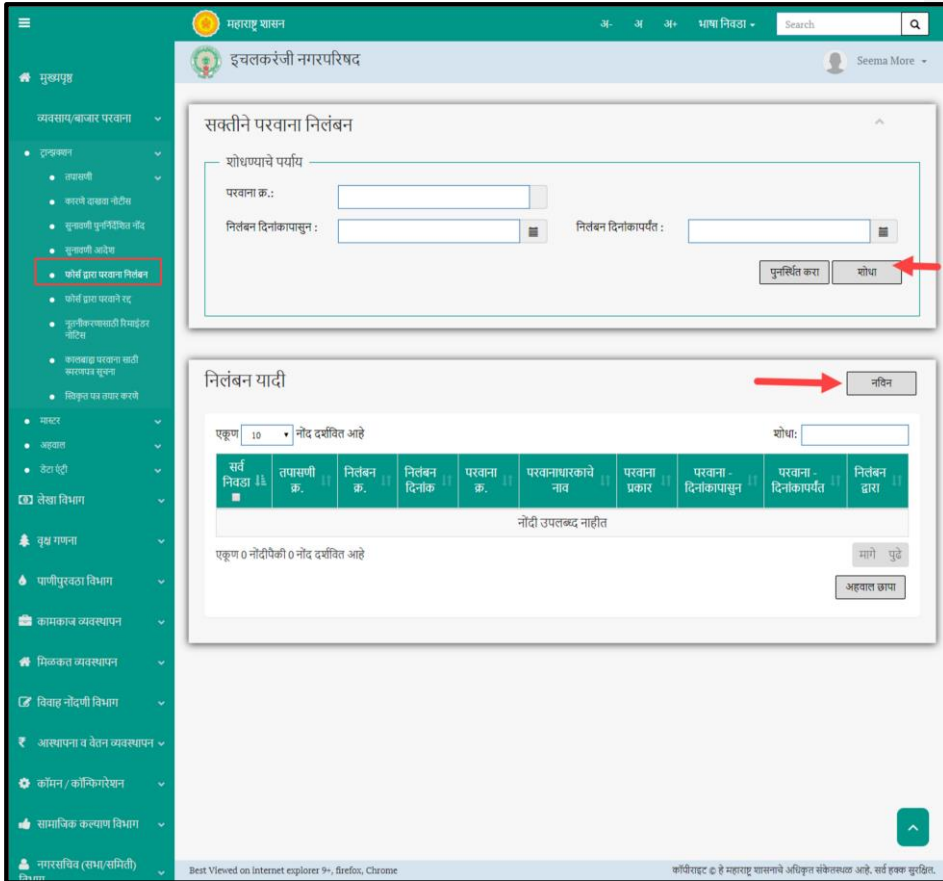 महाराष्ट्र शासन
अ- अ अ+ भाषा निवडा
Search
इचलकरंजी नगरपरिषद
Seema More
मुख्यपृष्ठ
व्यवसाय/बाजार परवाना
ट्रान्झक्शन
तपासणी
कारणे दाखवा नोटीस
सुनावणी पुनर्निर्देशित नोंद
सुनावणी आदेश
फोर्स द्वारा परवाना निलंबन
फोर्स द्वारा परवाने रद्द
नूतनीकरणासाठी रिमाइंडर
नोटिस
कालबाह्य परवाना साठी
स्मरणपत्र सूचना
स्विकृत पत्र तयार करणे
मास्टर
अहवाल
डेटा एंट्री
लेखा विभाग
वृक्ष गणना
पाणीपुरवठा विभाग
कामकाज व्यवस्थापन
मिळकत व्यवस्थापन
विवाह नोंदणी विभाग
आस्थापना व वेतन व्यवस्थापन
कॉमन / कॉन्फिगरेशन
सामाजिक कल्याण विभाग
नगरसचिव (सभा/समिती)
विभाग
सक्तीने परवाना निलंबन
शोधण्याचे पर्याय
परवाना क्र.:
निलंबन दिनांकापासुन :
निलंबन दिनांकापर्यंत :
पुनर्स्थित करा
शोधा
निलंबन यादी
नविन
एकूण 10 नोंद दर्शवित आहे
शोधा:
सर्व निवडा
तपासणी क्र.
निलंबन क्र.
निलंबन दिनांक
परवाना क्र.
परवानाधारकाचे नाव
परवाना प्रकार
परवाना - दिनांकापासुन
परवाना - दिनांकापर्यंत
निलंबन द्वारा
नोंदी उपलब्ध नाहीत
एकूण 0 नोंदीपैकी 0 नोंद दर्शवित आहे
मागे पुढे
अहवाल छापा
Best Viewed on internet explorer 9+, firefox, Chrome
कॉपीराइट © हे महाराष्ट्र शासनाचे अधिकृत संकेतस्थळ आहे. सर्व हक्क सुरक्षित.